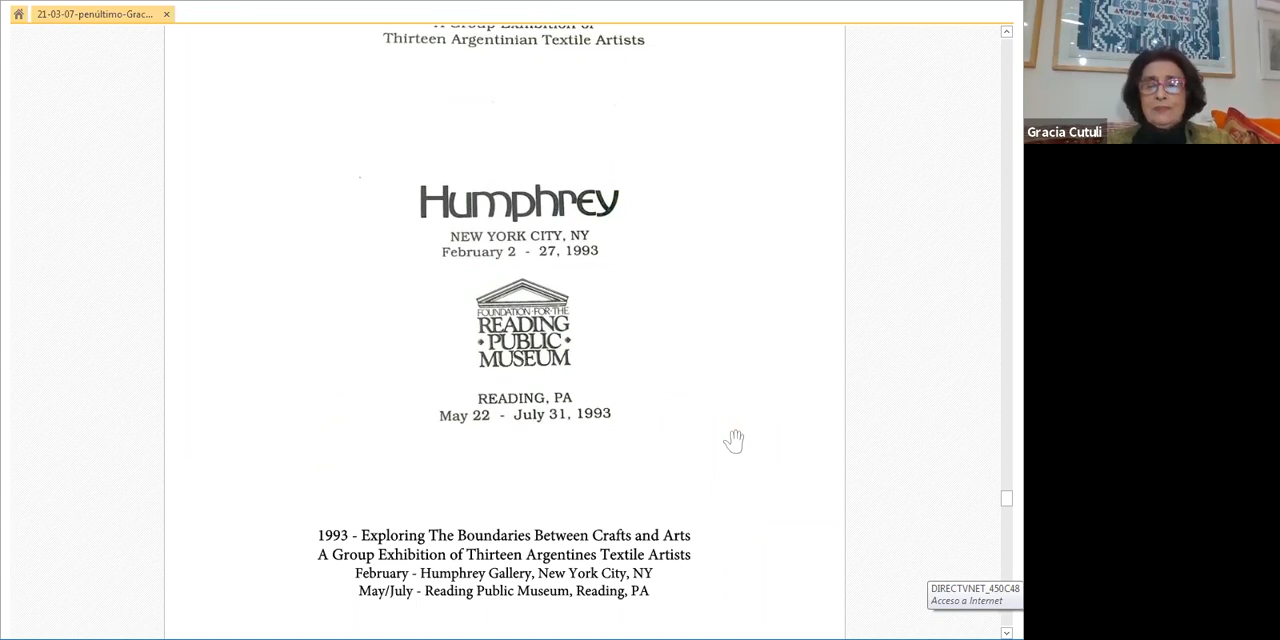 21-03-07-penúltimo-Grac...
A Group Exhibition of
Thirteen Argentinian Textile Artists
Humphrey
NEW YORK CITY, NY
February 2 - 27, 1993
FOUNDATION·FOR·THE
READING
·PUBLIC·
MUSEUM
READING, PA
May 22 - July 31, 1993
1993 - Exploring The Boundaries Between Crafts and Arts
A Group Exhibition of Thirteen Argentines Textile Artists
February - Humphrey Gallery, New York City, NY
May/July - Reading Public Museum, Reading, PA
DIRECTVNET_450C48
Acceso a Internet
Gracia Cutuli